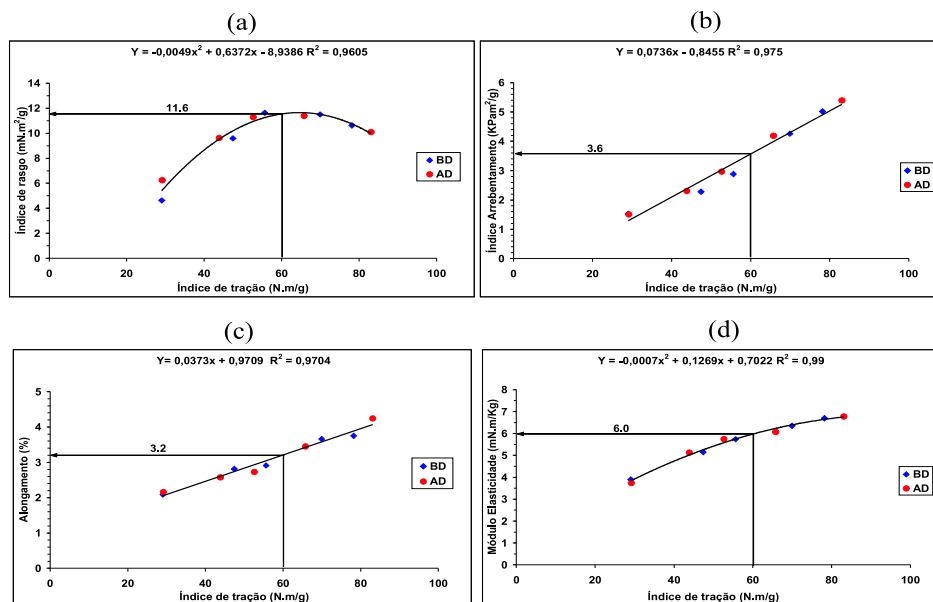 (a)
Y = -0,0049x² + 0,6372x - 8,9386 R² = 0,9605
Índice de rasgo (mN.m²/g)
14
12
10
8
6
4
2
0
11.6
BD
AD
0 20 40 60 80 100
Índice de tração (N.m/g)
(b)
Y = 0,0736x - 0,8455 R² = 0,975
Índice Arrebentamento (KPam²/g)
6
5
4
3
2
1
0
3.6
BD
AD
0 20 40 60 80 100
Índice de tração (N.m/g)
(c)
Y= 0,0373x + 0,9709 R² = 0,9704
Alongamento (%)
5
4
3
2
1
0
3.2
BD
AD
0 20 40 60 80 100
Índice de tração (N.m/g)
(d)
Y = -0,0007x² + 0,1269x + 0,7022 R² = 0,99
Módulo Elasticidade (mN.m/Kg)
8
7
6
5
4
3
2
1
0
6.0
BD
AD
0 20 40 60 80 100
Índice de tração (N.m/g)